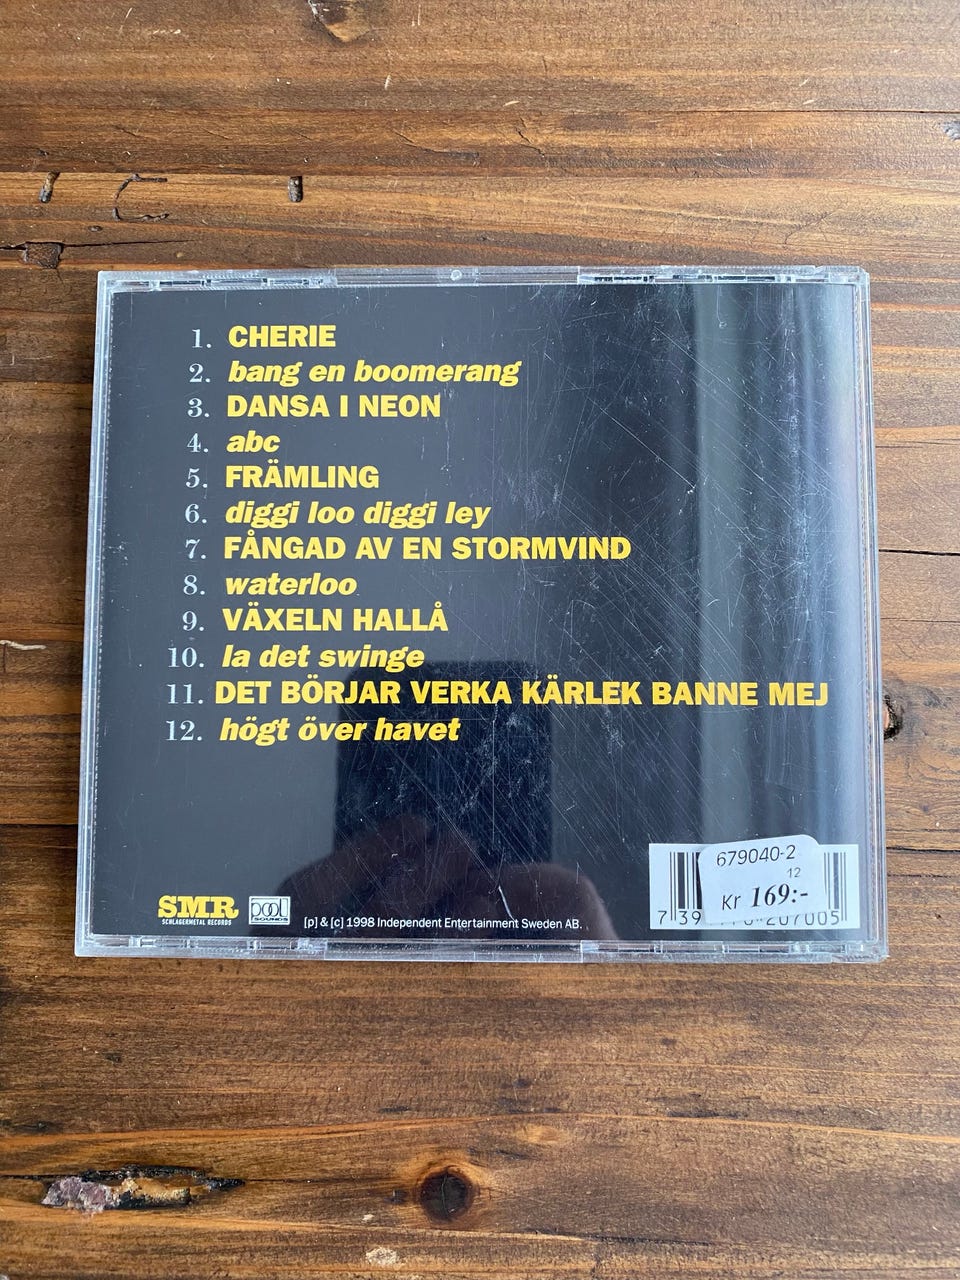 1. CHERIE
2. bang en boomerang
3. DANSA I NEON
4. abc
5. FRÄMLING
6. diggi loo diggi ley
7. FÅNGAD AV EN STORMVIND
8. waterloo
9. VÄXELN HALLÅ
10. la det swinge
11. DET BÖRJAR VERKA KÄRLEK BANNE MEJ
12. högt över havet
679040-2
12
Kr 169:-
SMR
SCHLAGERMETAL RECORDS
pool
SOUNDS
[p] & [c] 1998 Independent Entertainment Sweden AB.
7 39
207005